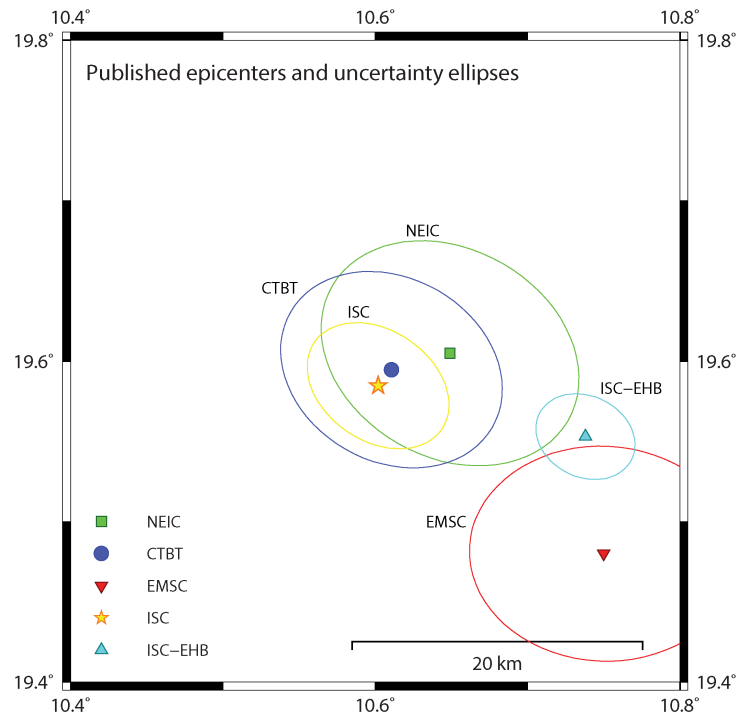 10.4° 10.6° 10.8°
19.8° 19.8°
Published epicenters and uncertainty ellipses
NEIC
CTBT
ISC
19.6° 19.6°
ISC–EHB
EMSC
NEIC
CTBT
EMSC
ISC
ISC–EHB
20 km
19.4° 19.4°
10.4° 10.6° 10.8°